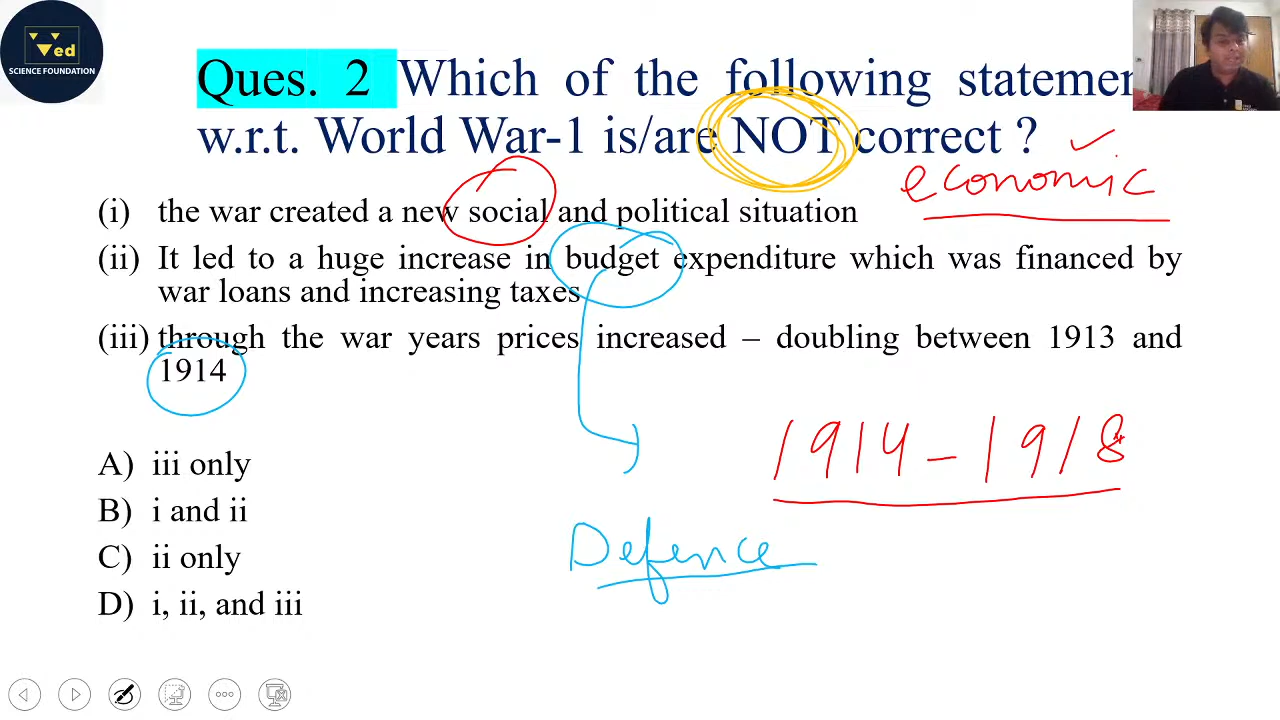 Ved
SCIENCE FOUNDATION
Ques. 2 Which of the following statemen
w.r.t. World War-1 is/are NOT correct ?
economic
(i) the war created a new social and political situation
(ii) It led to a huge increase in budget expenditure which was financed by
war loans and increasing taxes
(iii) through the war years prices increased – doubling between 1913 and
1914
1914-1918
A) iii only
B) i and ii
C) ii only
D) i, ii, and iii
Defence